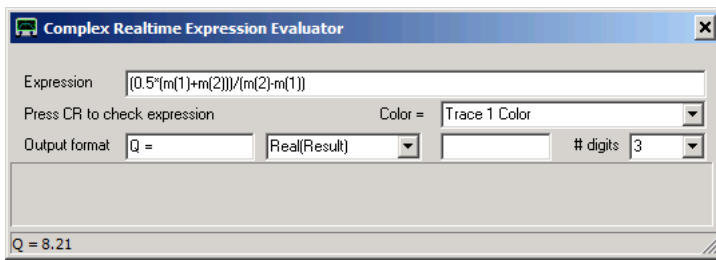 Complex Realtime Expression Evaluator
Expression (0.5*(m(1)+m(2)))/(m(2)-m(1))
Press CR to check expression Color = Trace 1 Color
Output format Q = Real(Result) # digits 3
Q = 8.21